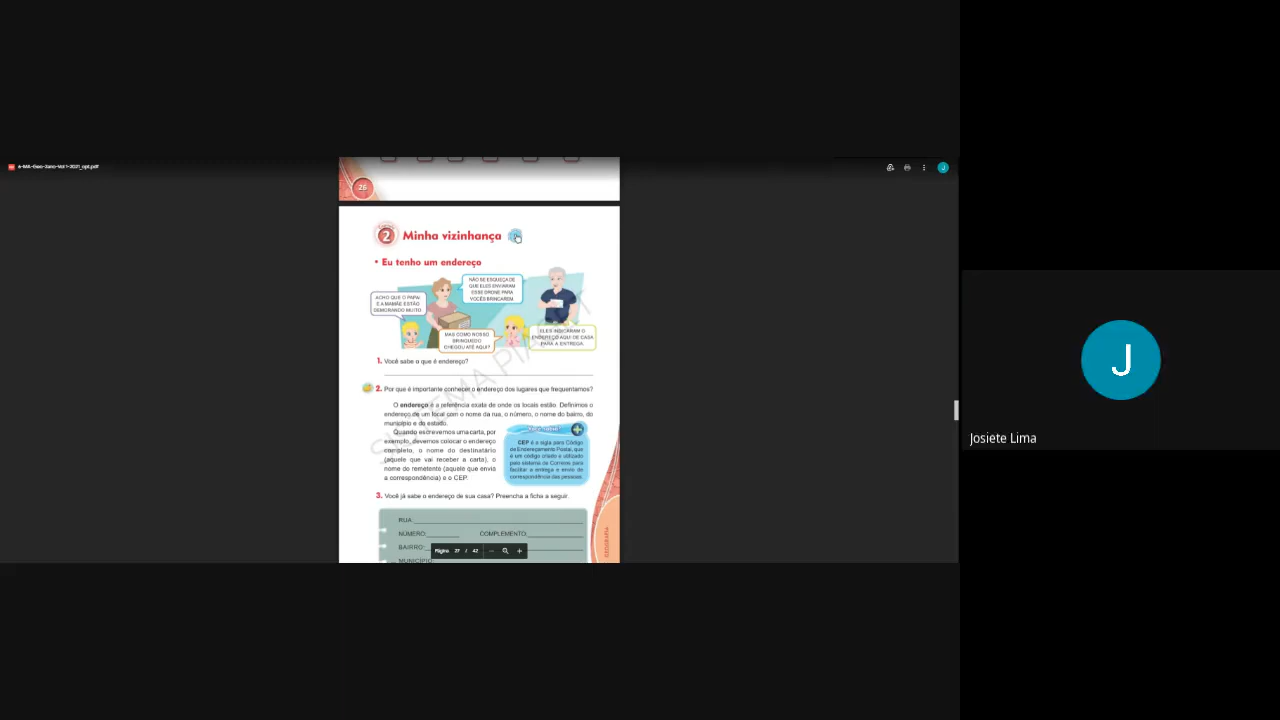 26
2 Minha vizinhança
• Eu tenho um endereço
NÃO SE ESQUEÇA DE
QUE ELES ENVIARAM
ESSE DRONE PARA
VOCÊS BRINCAREM.
ACHO QUE O PAPAI
E A MAMÃE ESTÃO
DEMORANDO MUITO.
MAS COMO NOSSO
BRINQUEDO
CHEGOU ATÉ AQUI?
ELES INDICARAM O
ENDEREÇO AQUI DE CASA
PARA A ENTREGA.
1. Você sabe o que é endereço?
2. Por que é importante conhecer o endereço dos lugares que frequentamos?
O endereço é a referência exata de onde os locais estão. Definimos o
endereço de um local com o nome da rua, o número, o nome do bairro, do
município e do estado.
Quando escrevemos uma carta, por
exemplo, devemos colocar o endereço
completo, o nome do destinatário
(aquele que vai receber a carta), o
nome do remetente (aquele que envia
a correspondência) e o CEP.
CEP é a sigla para Código
de Endereçamento Postal, que
é um código criado e utilizado
pelo sistema de Correios para
facilitar a entrega e envio de
correspondência das pessoas.
3. Você já sabe o endereço de sua casa? Preencha a ficha a seguir.
RUA:
NÚMERO: COMPLEMENTO:
BAIRRO:
MUNICÍPIO:
GEOGRAFIA
Página 27 / 42
J
J
Josiete Lima